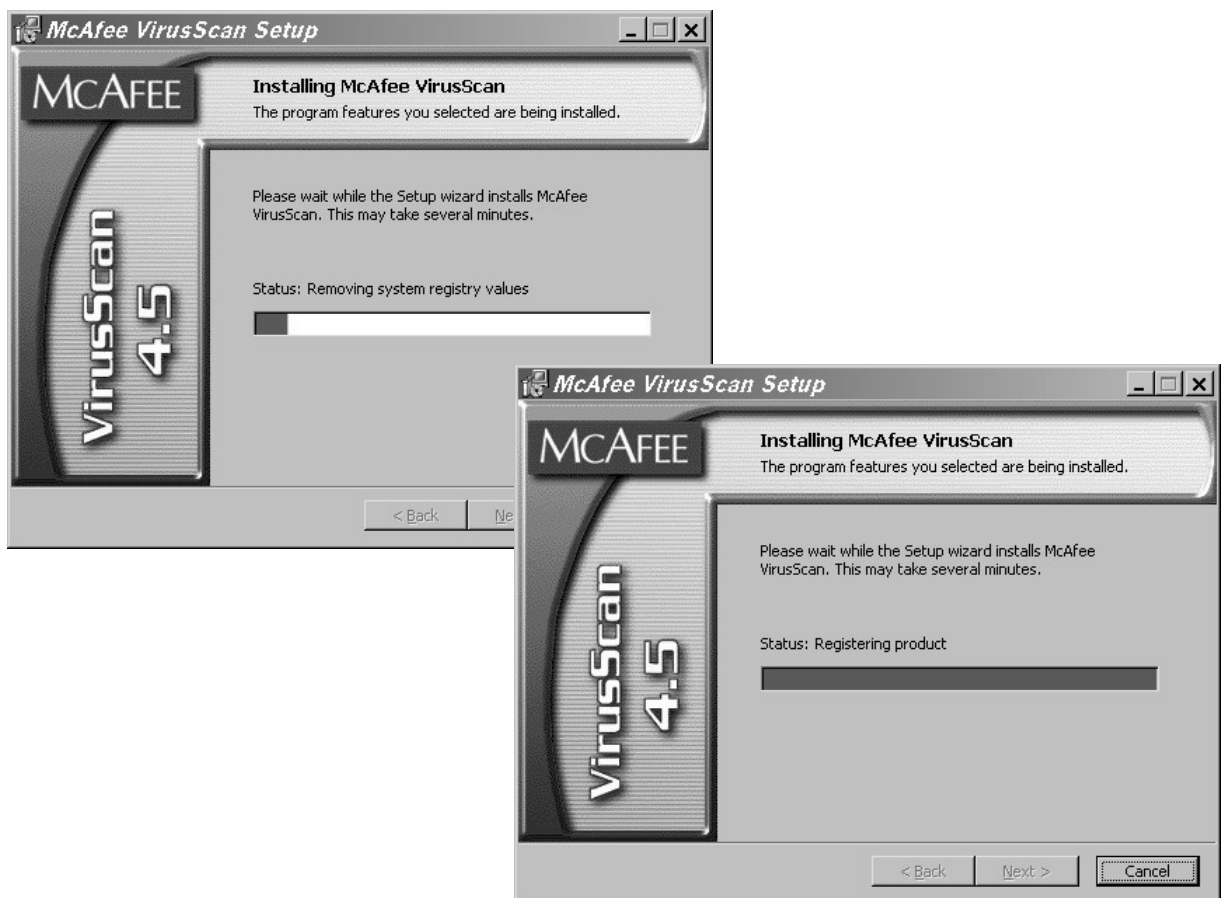 McAfee VirusScan Setup
MCAFEE
Installing McAfee VirusScan
The program features you selected are being installed.
VirusScan
4.5
Please wait while the Setup wizard installs McAfee
VirusScan. This may take several minutes.
Status: Removing system registry values
< Back
Ne
McAfee VirusScan Setup
MCAFEE
Installing McAfee VirusScan
The program features you selected are being installed.
VirusScan
4.5
Please wait while the Setup wizard installs McAfee
VirusScan. This may take several minutes.
Status: Registering product
< Back
Next >
Cancel